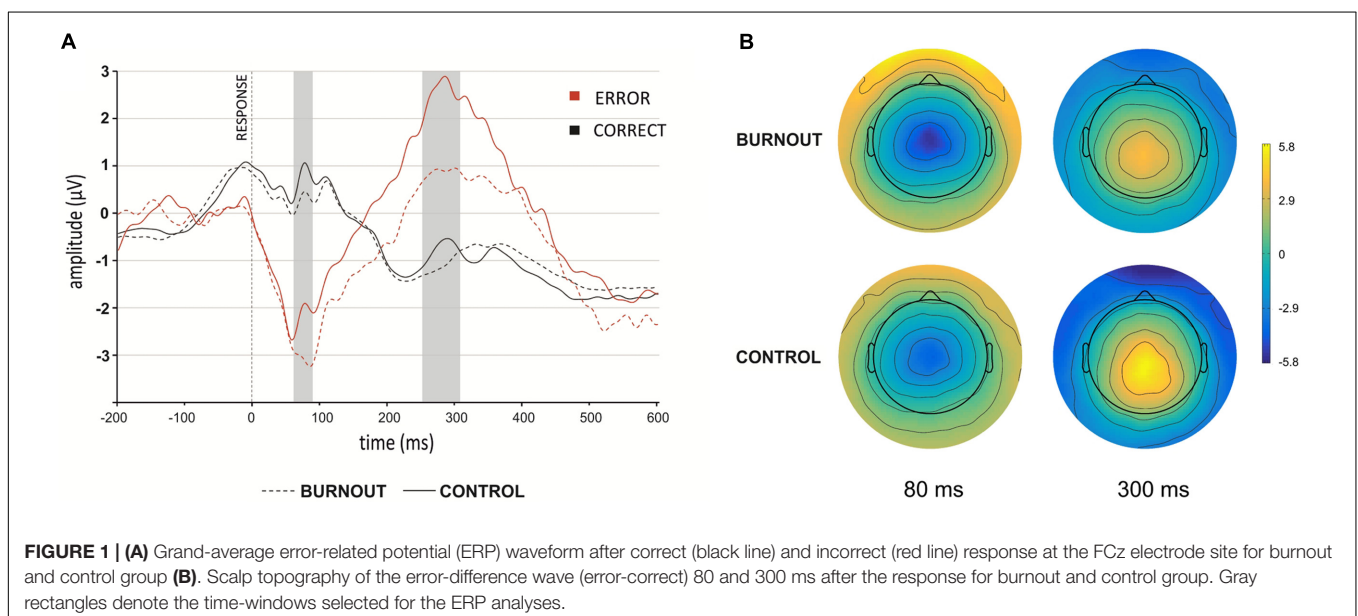 A
3
2
1
0
-1
-2
-3
amplitude (µV)
RESPONSE
ERROR
CORRECT
-200
-100
0
100
200
300
400
500
600
time (ms)
BURNOUT
CONTROL
B
BURNOUT
CONTROL
80 ms
300 ms
5.8
2.9
0
-2.9
-5.8
FIGURE 1 | (A) Grand-average error-related potential (ERP) waveform after correct (black line) and incorrect (red line) response at the FCz electrode site for burnout
and control group (B). Scalp topography of the error-difference wave (error-correct) 80 and 300 ms after the response for burnout and control group. Gray
rectangles denote the time-windows selected for the ERP analyses.